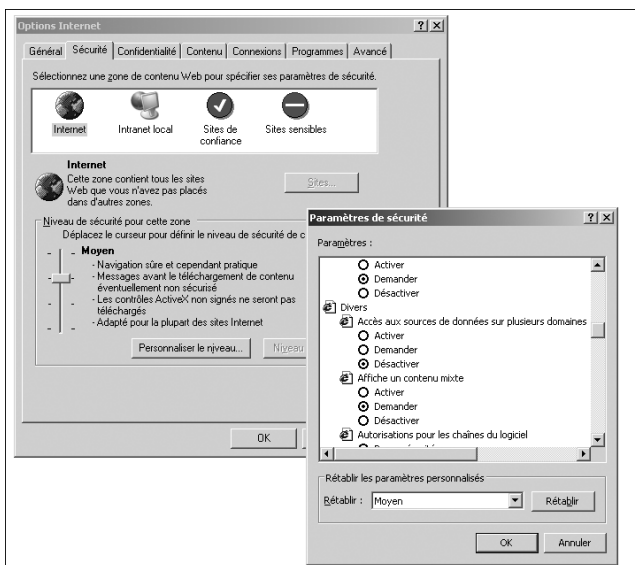 Options Internet
Général Sécurité Confidentialité Contenu Connexions Programmes Avancé
Sélectionnez une zone de contenu Web pour spécifier ses paramètres de sécurité.
Internet
Intranet local
Sites de
confiance
Sites sensibles
Internet
Cette zone contient tous les sites
Web que vous n'avez pas placés
dans d'autres zones.
Sites...
Niveau de sécurité pour cette zone
Déplacez le curseur pour définir le niveau de sécurité de c
Moyen
- Navigation sûre et cependant pratique
- Messages avant le téléchargement de contenu
éventuellement non sécurisé
- Les contrôles ActiveX non signés ne seront pas
téléchargés
- Adapté pour la plupart des sites Internet
Personnaliser le niveau...
Niveau
OK
Paramètres de sécurité
Paramètres :
Activer
Demander
Désactiver
Divers
Accès aux sources de données sur plusieurs domaines
Activer
Demander
Désactiver
Affiche un contenu mixte
Activer
Demander
Désactiver
Autorisations pour les chaînes du logiciel
Rétablir les paramètres personnalisés
Rétablir : Moyen
Rétablir
OK
Annuler